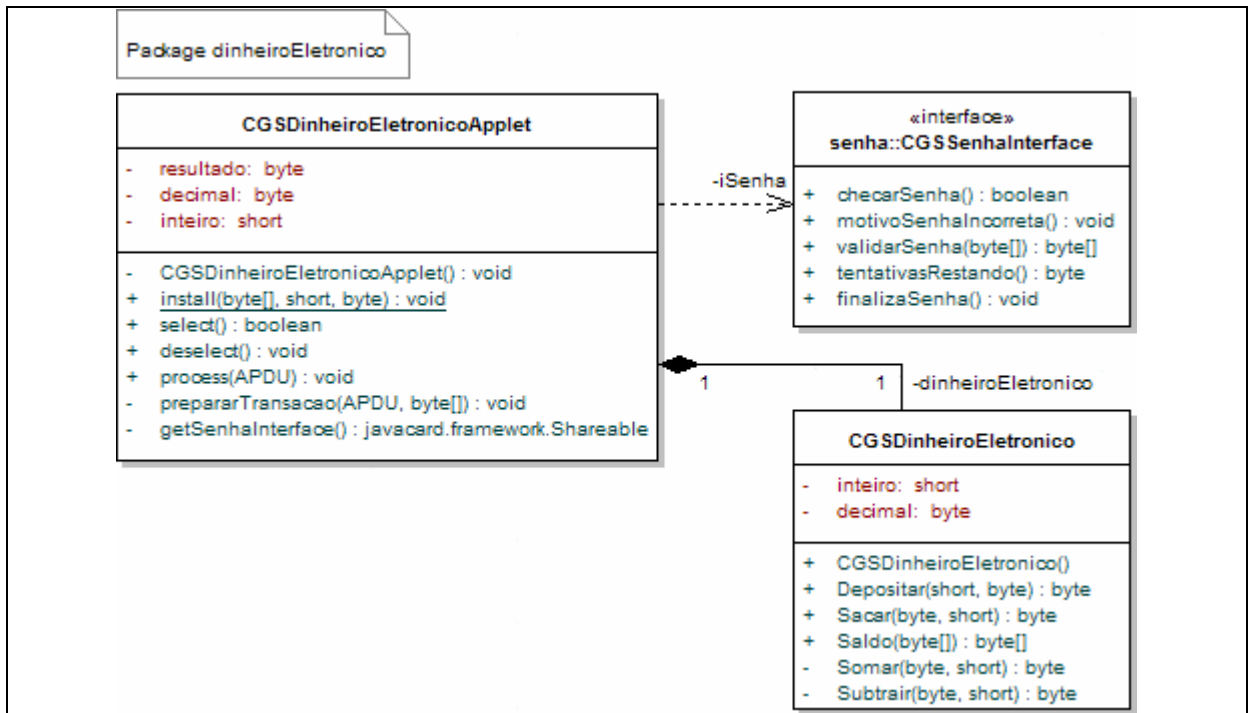 Package dinheiroEletronico
CGSDinheiroEletronicoApplet
- resultado: byte
- decimal: byte
- inteiro: short
- CGSDinheiroEletronicoApplet() : void
+ install(byte[], short, byte) : void
+ select() : boolean
+ deselect() : void
+ process(APDU) : void
- prepararTransacao(APDU, byte[]) : void
- getSenhaInterface() : javacard.framework.Shareable
-iSenha
«interface»
senha::CGSSenhaInterface
+ checarSenha() : boolean
+ motivoSenhaIncorreta() : void
+ validarSenha(byte[]) : byte[]
+ tentativasRestando() : byte
+ finalizaSenha() : void
1
1
-dinheiroEletronico
CGSDinheiroEletronico
- inteiro: short
- decimal: byte
+ CGSDinheiroEletronico()
+ Depositar(short, byte) : byte
+ Sacar(byte, short) : byte
+ Saldo(byte[]) : byte[]
- Somar(byte, short) : byte
- Subtrair(byte, short) : byte